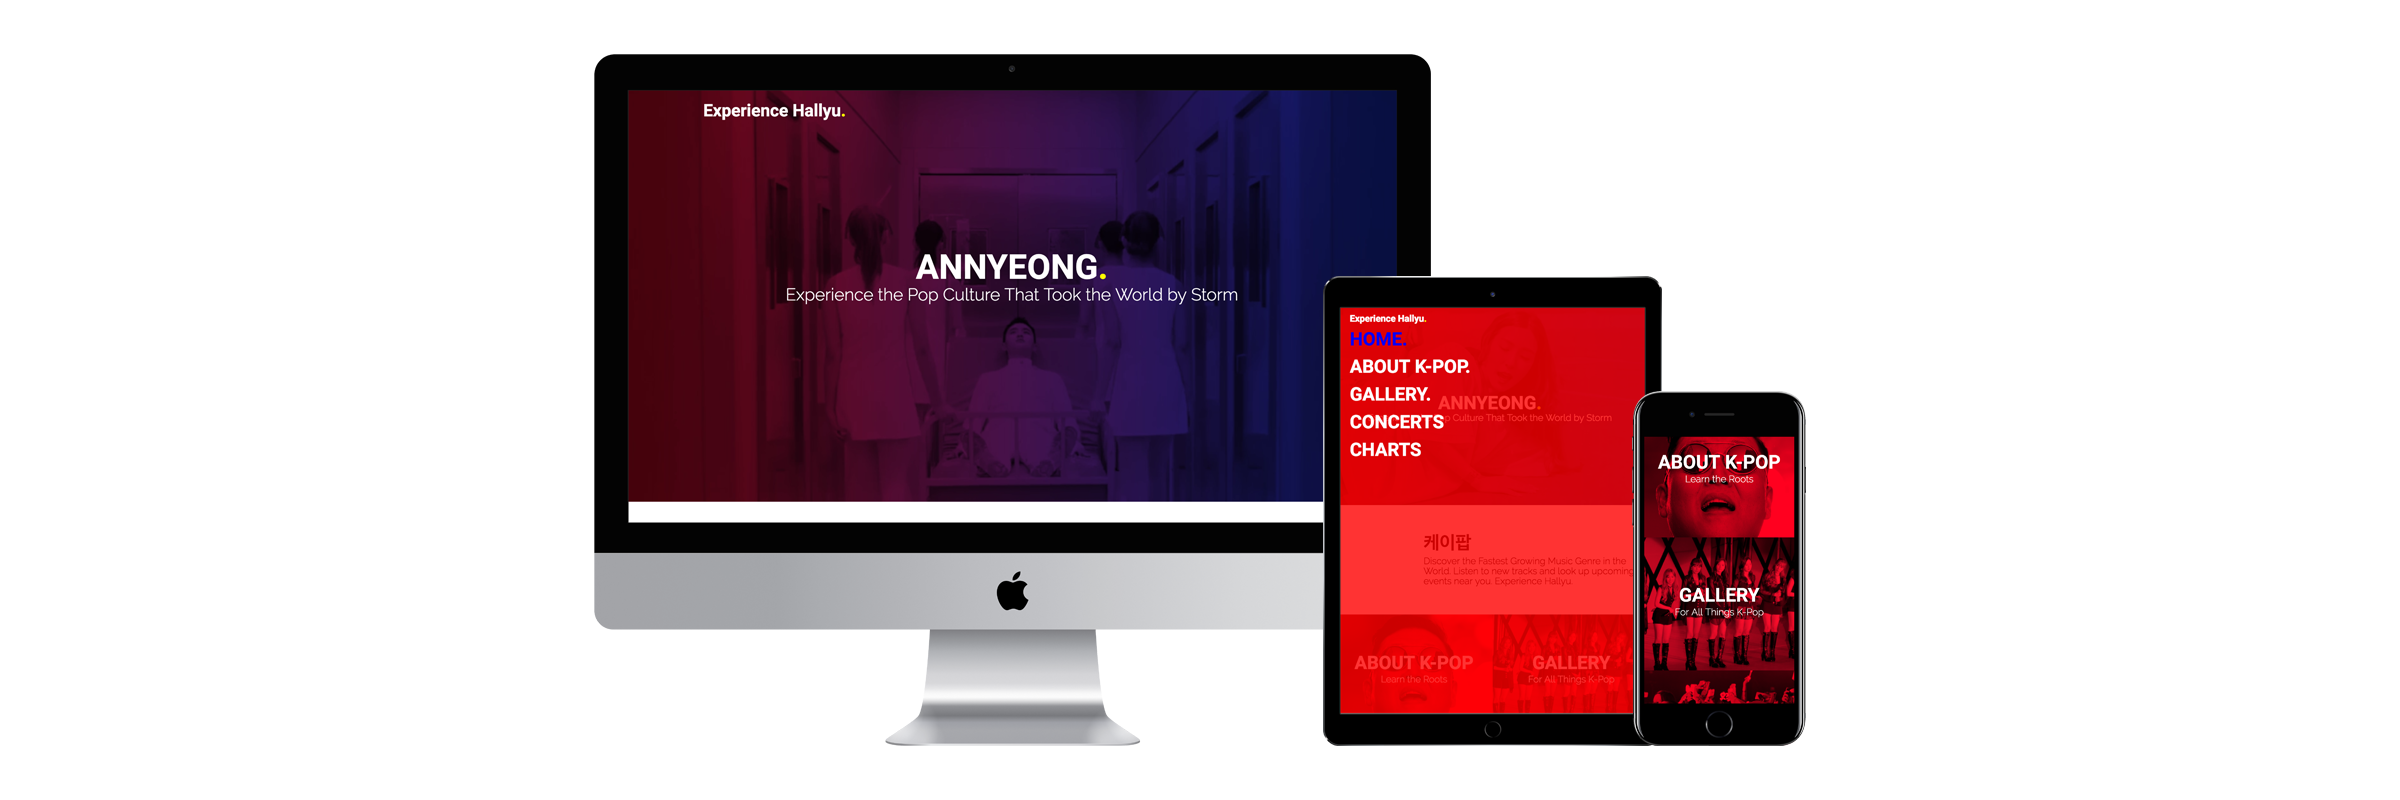 Experience Hallyu.
ANNYEONG.
Experience the Pop Culture That Took the World by Storm
Experience Hallyu.
HOME.
ABOUT K-POP.
GALLERY.
ANNYEONG.
CONCERTS
Pop Culture That Took the World by Storm
CHARTS
케이팝
Discover the Fastest Growing Music Genre in the
World. Listen to new tracks and look up upcoming
events near you. Experience Hallyu.
ABOUT K-POP
Learn the Roots
GALLERY
For All Things K-Pop
ABOUT K-POP
Learn the Roots
GALLERY
For All Things K-Pop